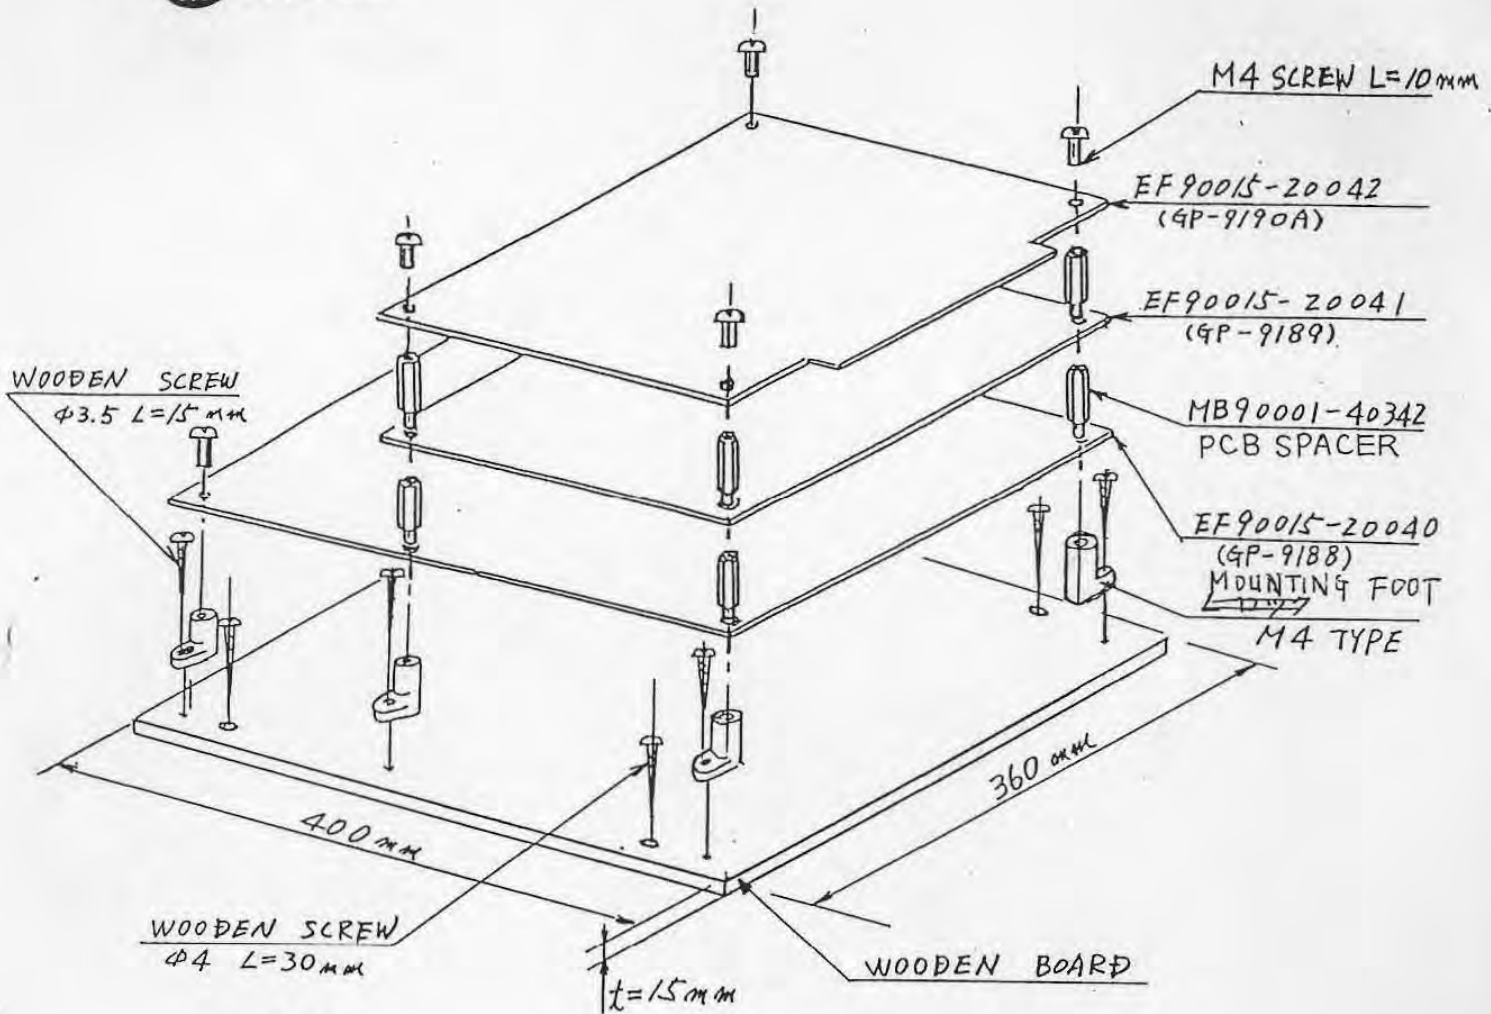 M4 SCREW L=10mm
EF90015-20042
(GP-9190A)
EF90015-20041
(GP-9189)
WOODEN SCREW
φ3.5 L=15mm
MB90001-40342
PCB SPACER
EF90015-20040
(GP-9188)
MOUNTING FOOT
M4 TYPE
360mm
400mm
WOODEN SCREW
φ4 L=30mm
WOODEN BOARD
t=15mm